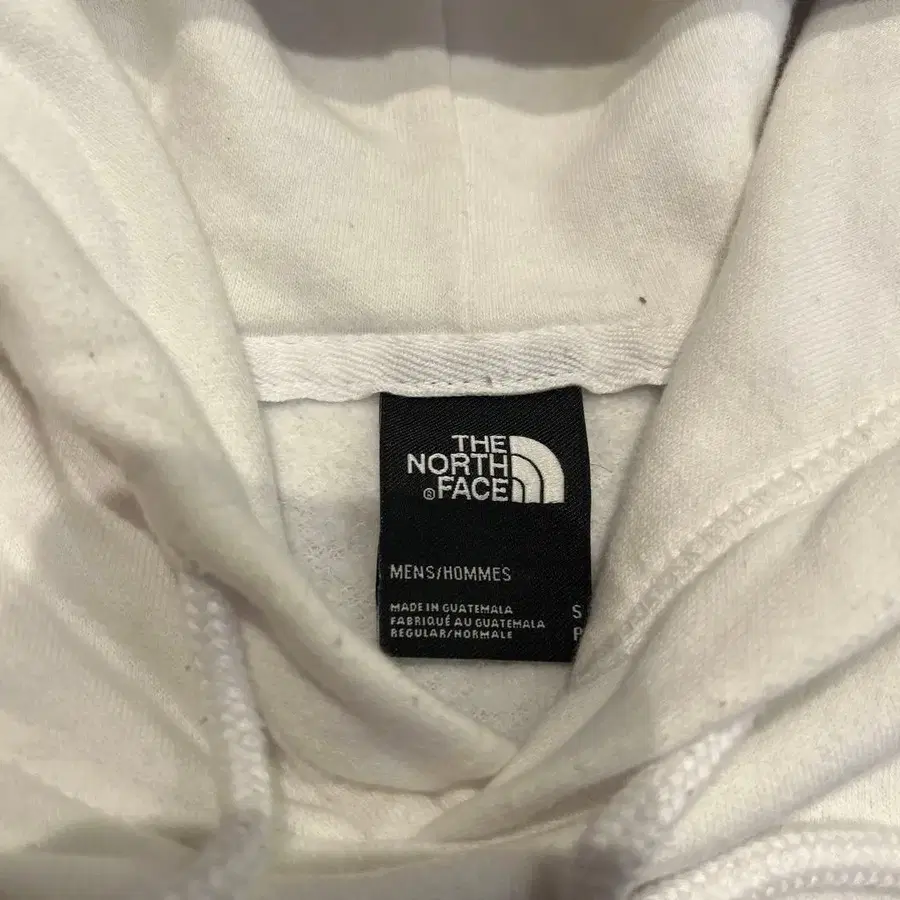 THE
NORTH
® FACE
MENS/HOMMES
MADE IN GUATEMALA
FABRIQUÉ AU GUATEMALA
REGULAR/NORMALE
S
P